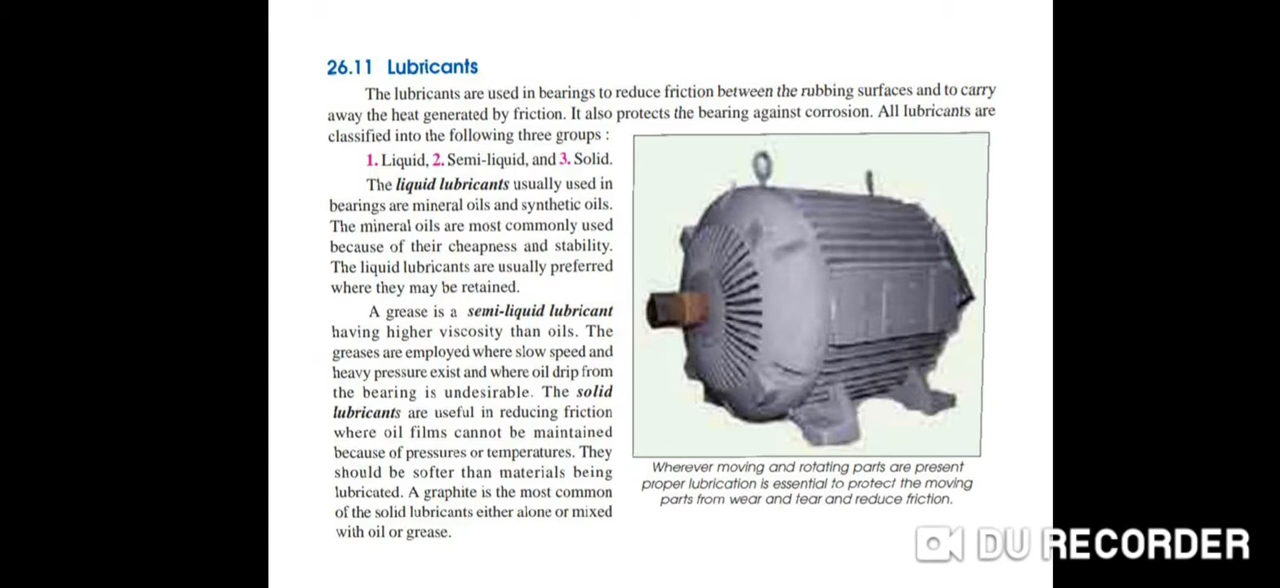 26.11 Lubricants
The lubricants are used in bearings to reduce friction between the rubbing surfaces and to carry
away the heat generated by friction. It also protects the bearing against corrosion. All lubricants are
classified into the following three groups :
1. Liquid, 2. Semi-liquid, and 3. Solid.
The liquid lubricants usually used in
bearings are mineral oils and synthetic oils.
The mineral oils are most commonly used
because of their cheapness and stability.
The liquid lubricants are usually preferred
where they may be retained.
A grease is a semi-liquid lubricant
having higher viscosity than oils. The
greases are employed where slow speed and
heavy pressure exist and where oil drip from
the bearing is undesirable. The solid
lubricants are useful in reducing friction
where oil films cannot be maintained
because of pressures or temperatures. They
should be softer than materials being
lubricated. A graphite is the most common
of the solid lubricants either alone or mixed
with oil or grease.
Wherever moving and rotating parts are present
proper lubrication is essential to protect the moving
parts from wear and tear and reduce friction.
DU RECORDER